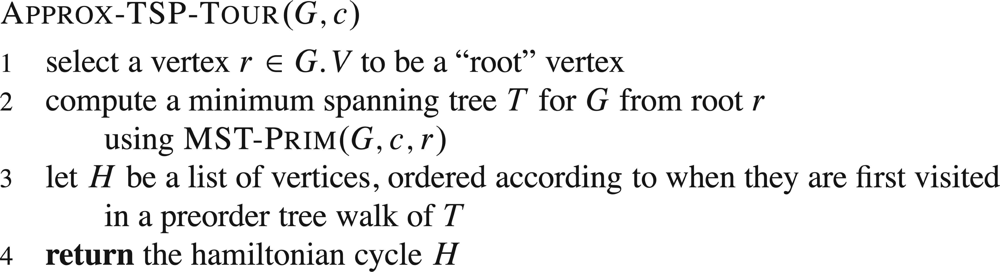 APPROX-TSP-TOUR(G, c)
1 select a vertex r ∈ G.V to be a “root” vertex
2 compute a minimum spanning tree T for G from root r
using MST-PRIM(G, c, r)
3 let H be a list of vertices, ordered according to when they are first visited
in a preorder tree walk of T
4 return the hamiltonian cycle H